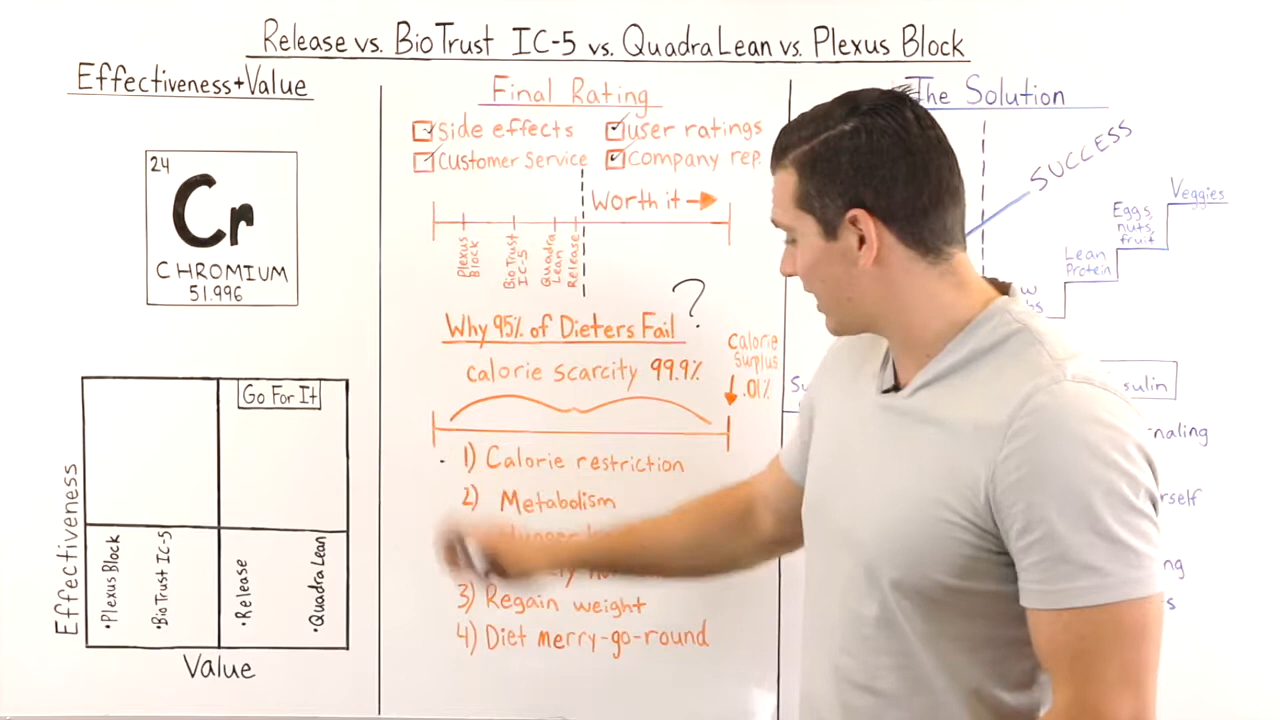 Release vs. BioTrust IC-5 vs. QuadraLean vs. Plexus Block
Effectiveness+Value
24
Cr
CHROMIUM
51.996
Go For It
Effectiveness
•Plexus Block
•BioTrust IC-5
•Release
•Quadra Lean
Value
Final Rating
side effects
user ratings
Customer Service
company rep.
Worth it
Plexus Block
BioTrust IC-5
Quadra Lean
Release
Why 95% of Dieters Fail ?
calorie scarcity 99.9%
Calorie
Surplus
.01%
1) Calorie restriction
2) Metabolism
3) Regain weight
4) Diet merry-go-round
The Solution
SUCCESS
Veggies
Eggs,
nuts,
fruit
Lean
Protein